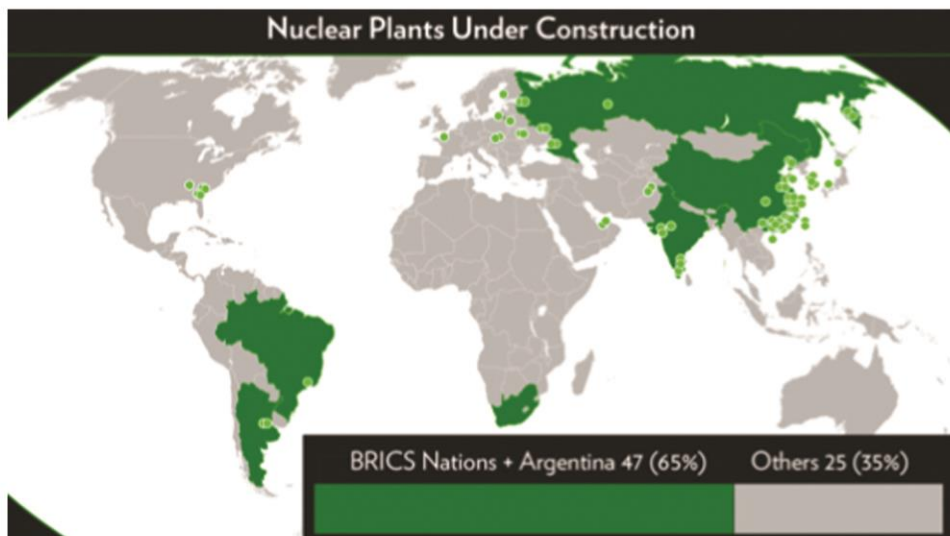 Nuclear Plants Under Construction
BRICS Nations + Argentina 47 (65%) Others 25 (35%)